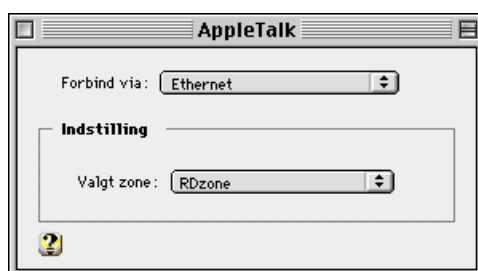 AppleTalk
Forbind via: Ethernet
Indstilling
Valgt zone: RDzone
?